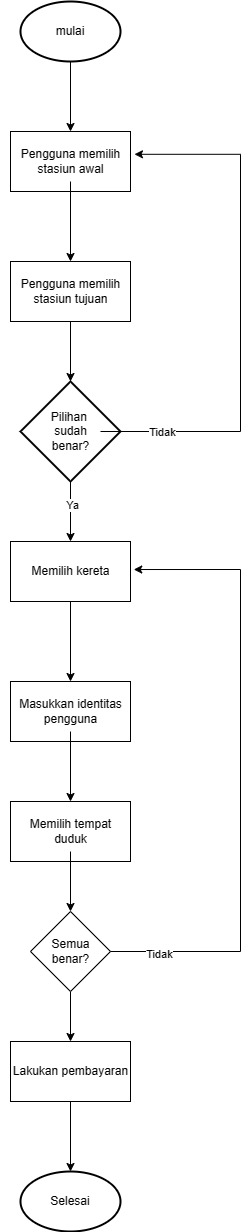 mulai
Pengguna memilih
stasiun awal
Pengguna memilih
stasiun tujuan
Pilihan
sudah
benar?
Tidak
Ya
Memilih kereta
Masukkan identitas
pengguna
Memilih tempat
duduk
Semua
benar?
Tidak
Lakukan pembayaran
Selesai